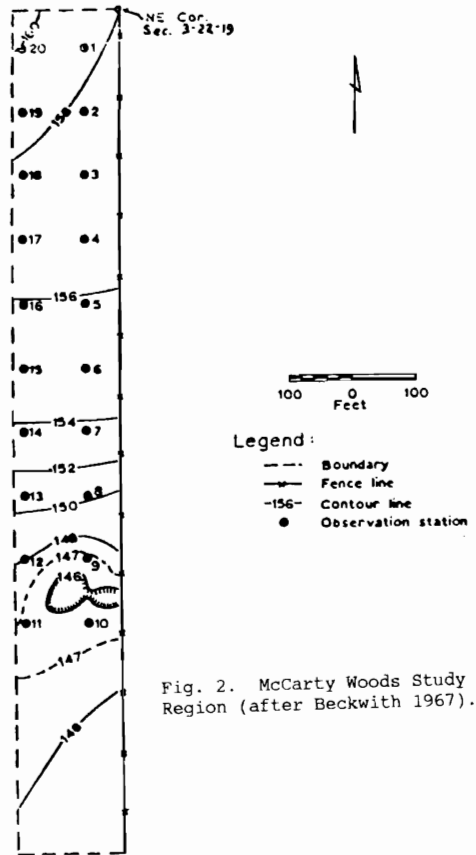 NE Cor.
Sec. 3-22-19
20 1
19 158 2
18 3
17 4
156
16 5
15 6
154
14 7
152
13 8
150
148
12 147 9
146
11 10
147
148
100 0 100
Feet
Legend:
Boundary
Fence line
-156- Contour line
Observation station
Fig. 2. McCarty Woods Study
Region (after Beckwith 1967).